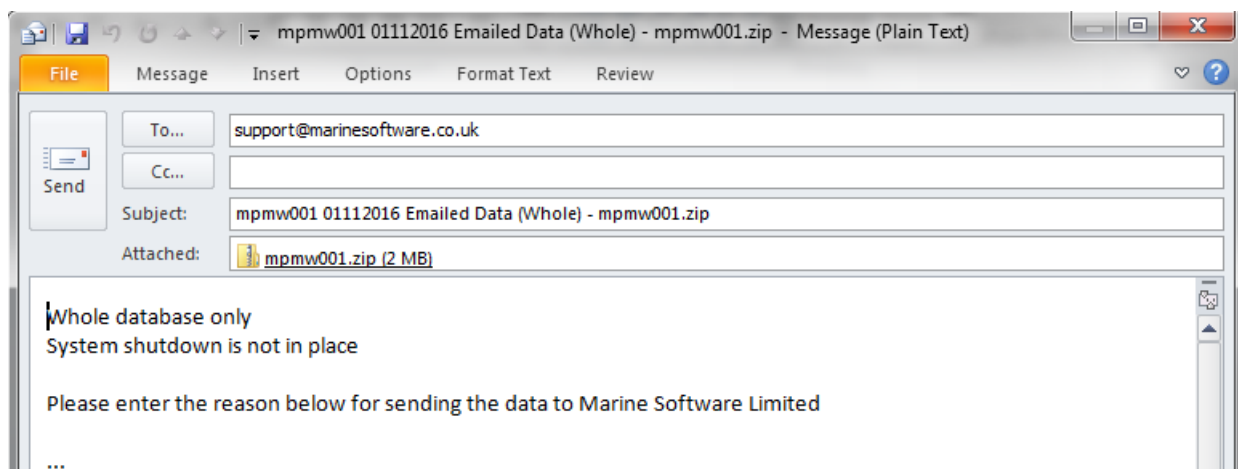 mpmw001 01112016 Emailed Data (Whole) - mpmw001.zip - Message (Plain Text)
File Message Insert Options Format Text Review
To... support@marinesoftware.co.uk
Cc...
Send
Subject: mpmw001 01112016 Emailed Data (Whole) - mpmw001.zip
Attached: mpmw001.zip (2 MB)
Whole database only
System shutdown is not in place
Please enter the reason below for sending the data to Marine Software Limited
...